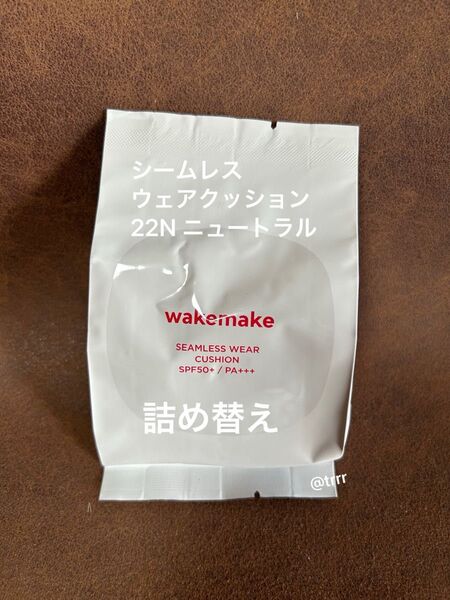 シームレス
ウェアクッション
22N ニュートラル
wakemake
SEAMLESS WEAR
CUSHION
SPF50+ / PA+++
詰め替え
@trrr